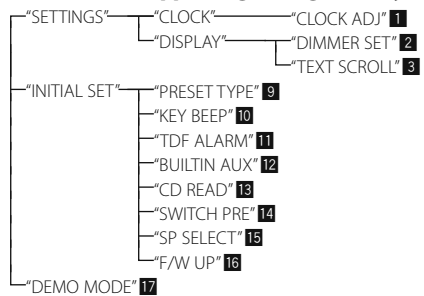 “SETTINGS” “CLOCK” “CLOCK ADJ” 1
“DISPLAY” “DIMMER SET” 2
“TEXT SCROLL” 3
“INITIAL SET” “PRESET TYPE” 9
“KEY BEEP” 10
“TDF ALARM” 11
“BUILTIN AUX” 12
“CD READ” 13
“SWITCH PRE” 14
“SP SELECT” 15
“F/W UP” 16
“DEMO MODE” 17